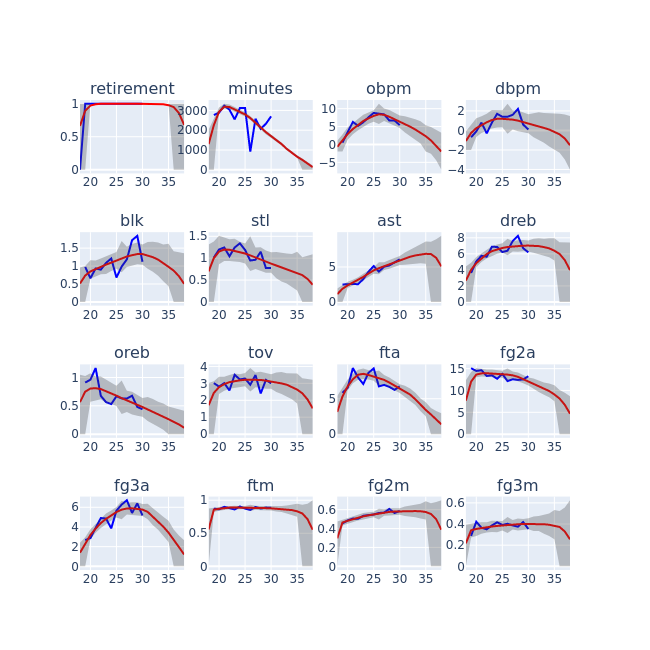 retirement minutes obpm dbpm
1 3000 10 2
0.5 2000 5 0
1000 0 −2
0 0 −5 −4
20 25 30 35 20 25 30 35 20 25 30 35 20 25 30 35
blk stl ast dreb
1.5 1.5 5 8
1 1 0 6
0.5 0.5 4
0 0 2
0
20 25 30 35 20 25 30 35 20 25 30 35 20 25 30 35
oreb tov fta fg2a
1 4 5 15
0.5 3 0 10
0 2 5
1 0
0
20 25 30 35 20 25 30 35 20 25 30 35 20 25 30 35
fg3a ftm fg2m fg3m
6 1 0.6 0.6
4 0.5 0.4 0.4
2 0 0.2 0.2
0 0 0
20 25 30 35 20 25 30 35 20 25 30 35 20 25 30 35